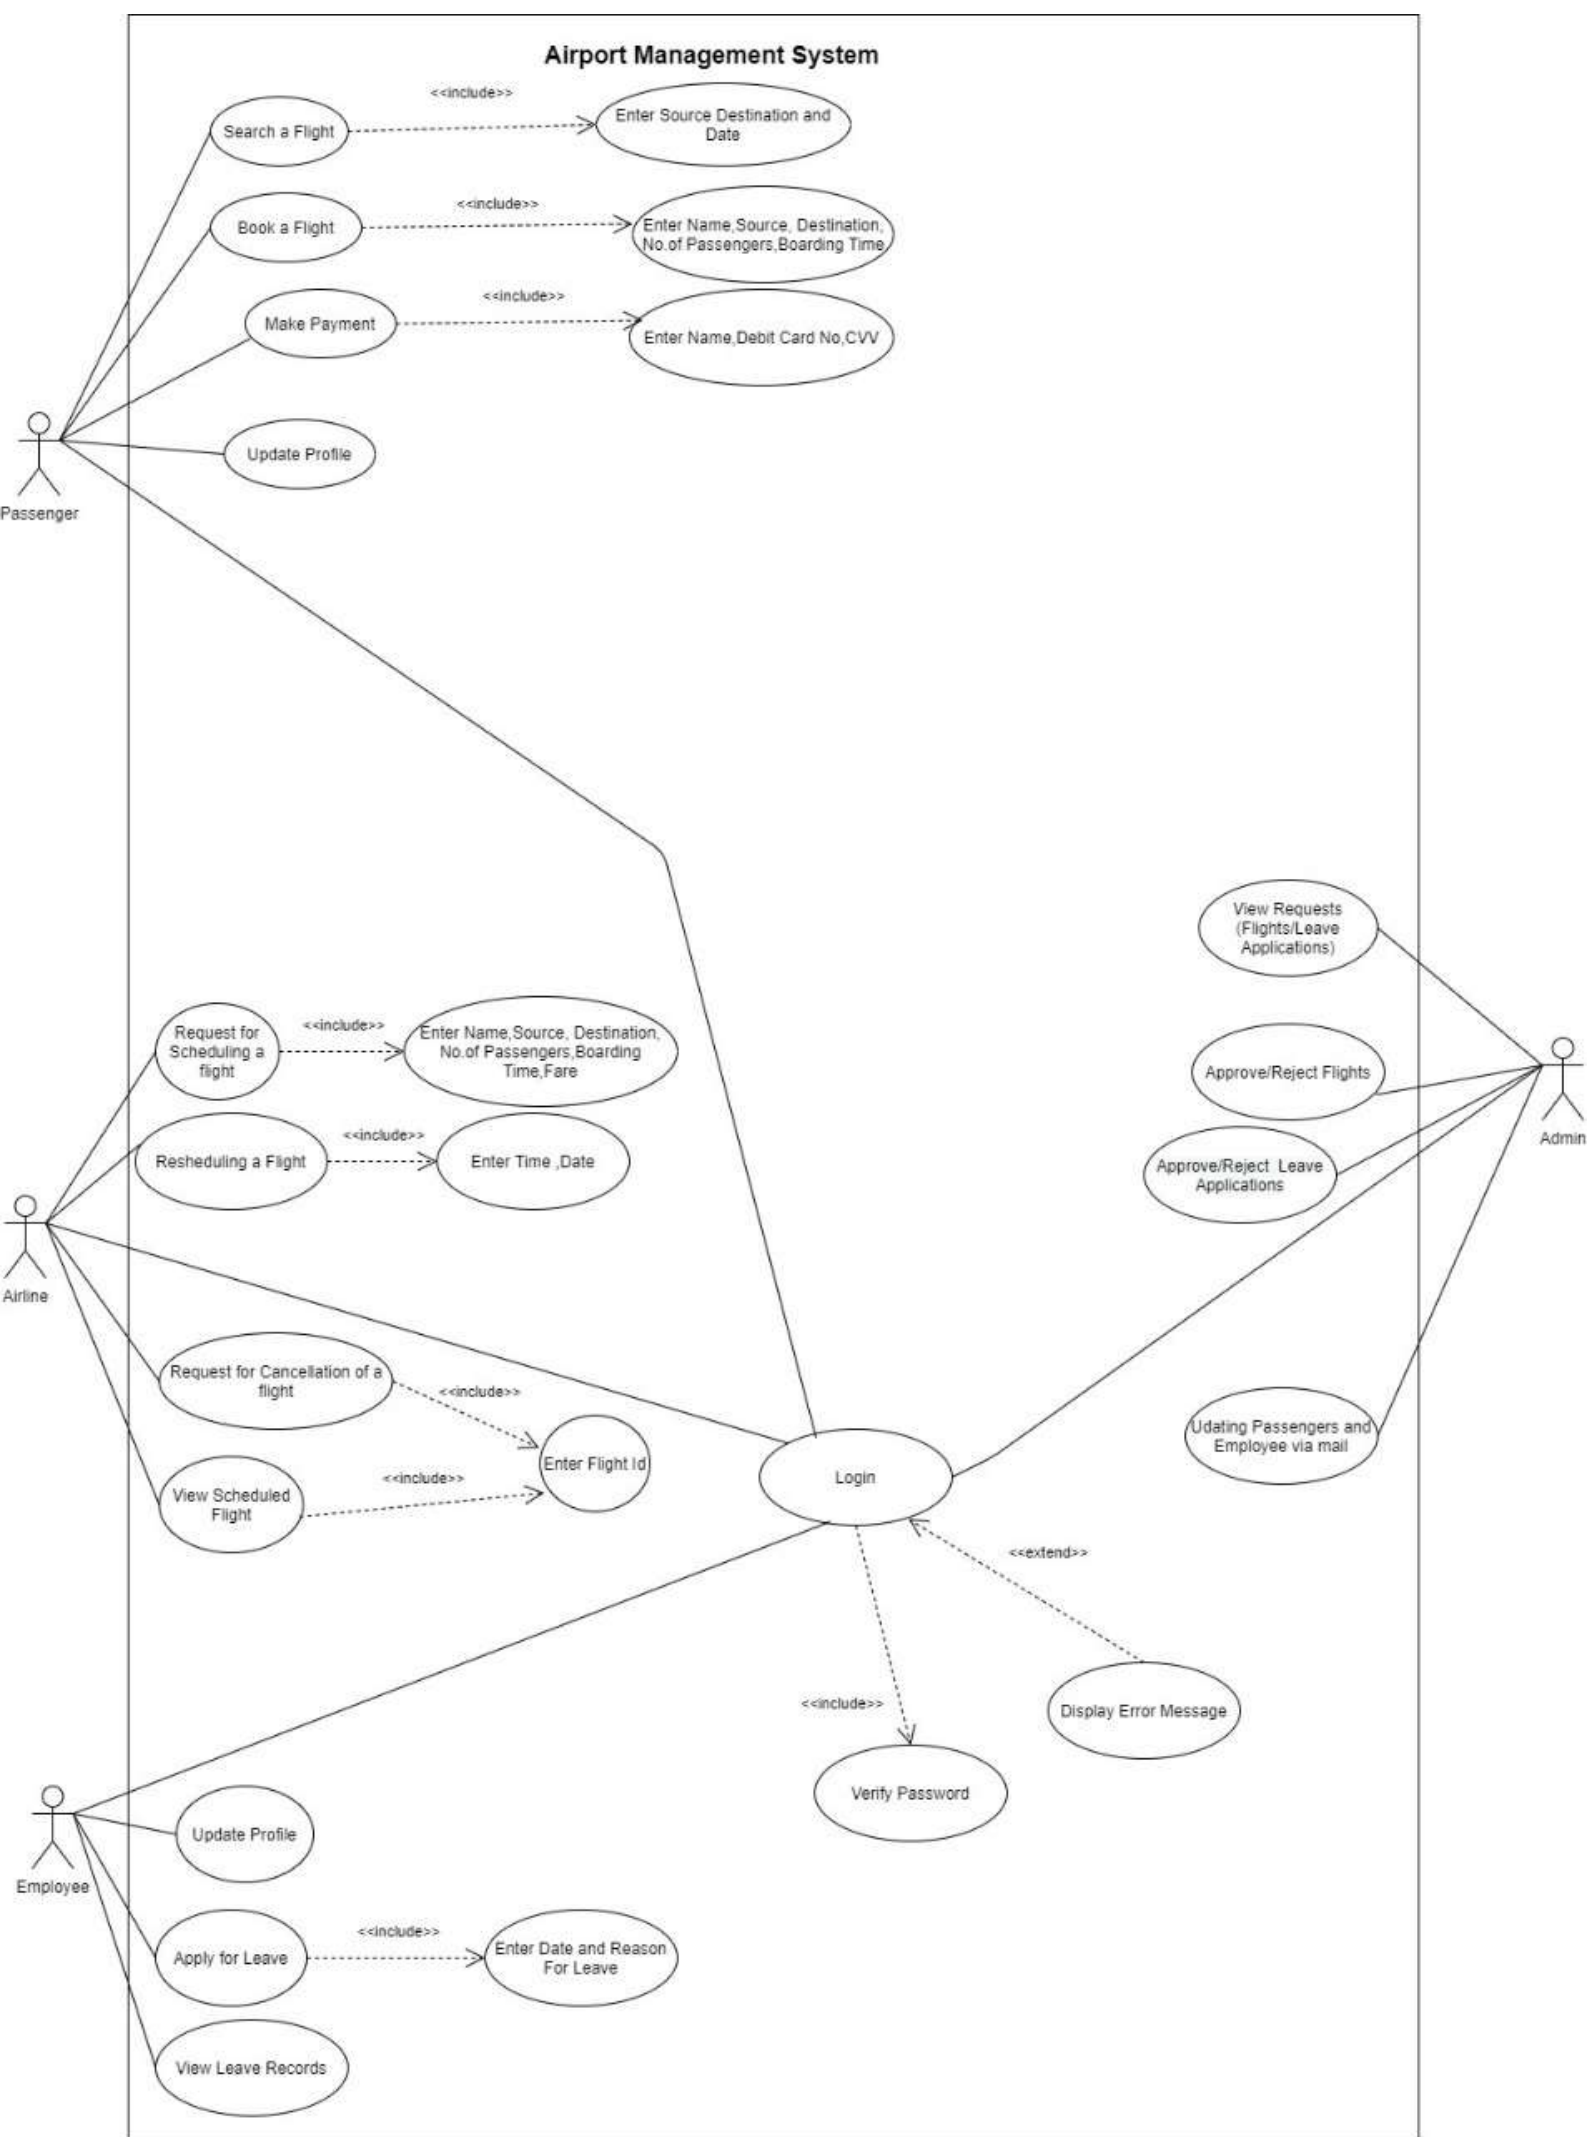 Airport Management System
<<include>>
Search a Flight
Enter Source Destination and
Date
<<include>>
Book a Flight
Enter Name,Source, Destination,
No.of Passengers,Boarding Time
<<include>>
Make Payment
Enter Name,Debit Card No,CVV
Update Profile
Passenger
View Requests
(Flights/Leave
Applications)
Request for
Scheduling a
flight
<<include>>
Enter Name,Source, Destination,
No.of Passengers,Boarding
Time,Fare
Approve/Reject Flights
Admin
Resheduling a Flight
<<include>>
Enter Time ,Date
Approve/Reject Leave
Applications
Airline
Request for Cancellation of a
flight
<<include>>
Enter Flight Id
View Scheduled
Flight
<<include>>
Login
Udating Passengers and
Employee via mail
<<extend>>
<<include>>
Display Error Message
Verify Password
Update Profile
Employee
Apply for Leave
<<include>>
Enter Date and Reason
For Leave
View Leave Records